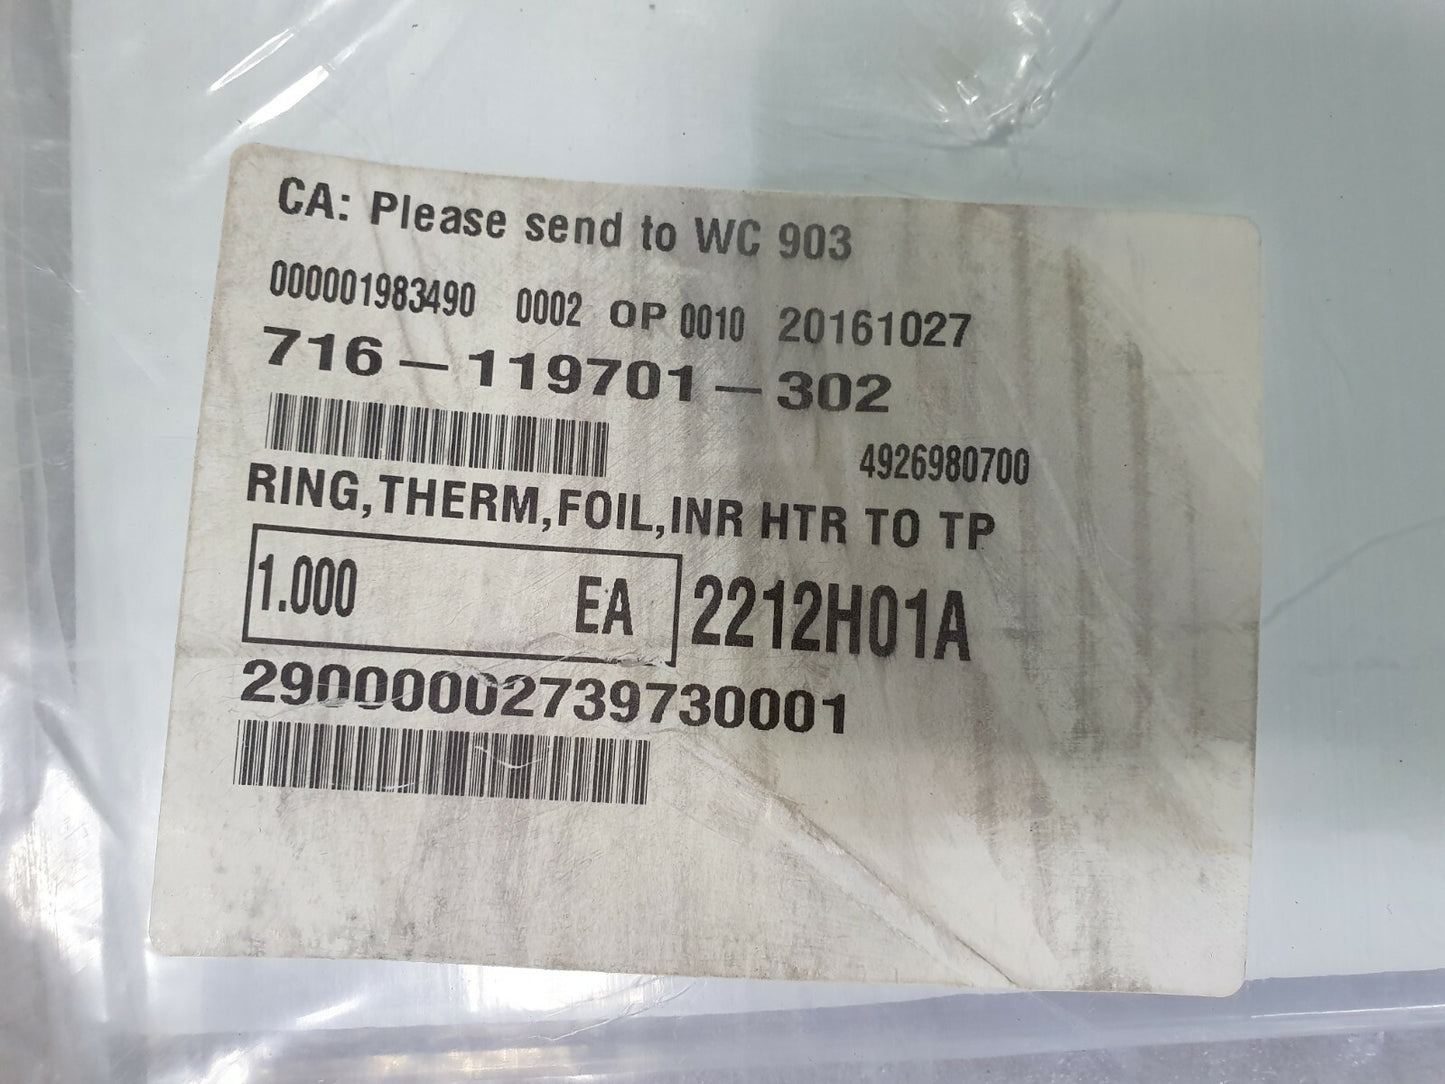 CA: Please send to WC 903
000001983490 0002 OP 0010 20161027
716-119701-302
4926980700
RING,THERM,FOIL,INR HTR TO TP
1.000 EA 2212H01A
29000002739730001